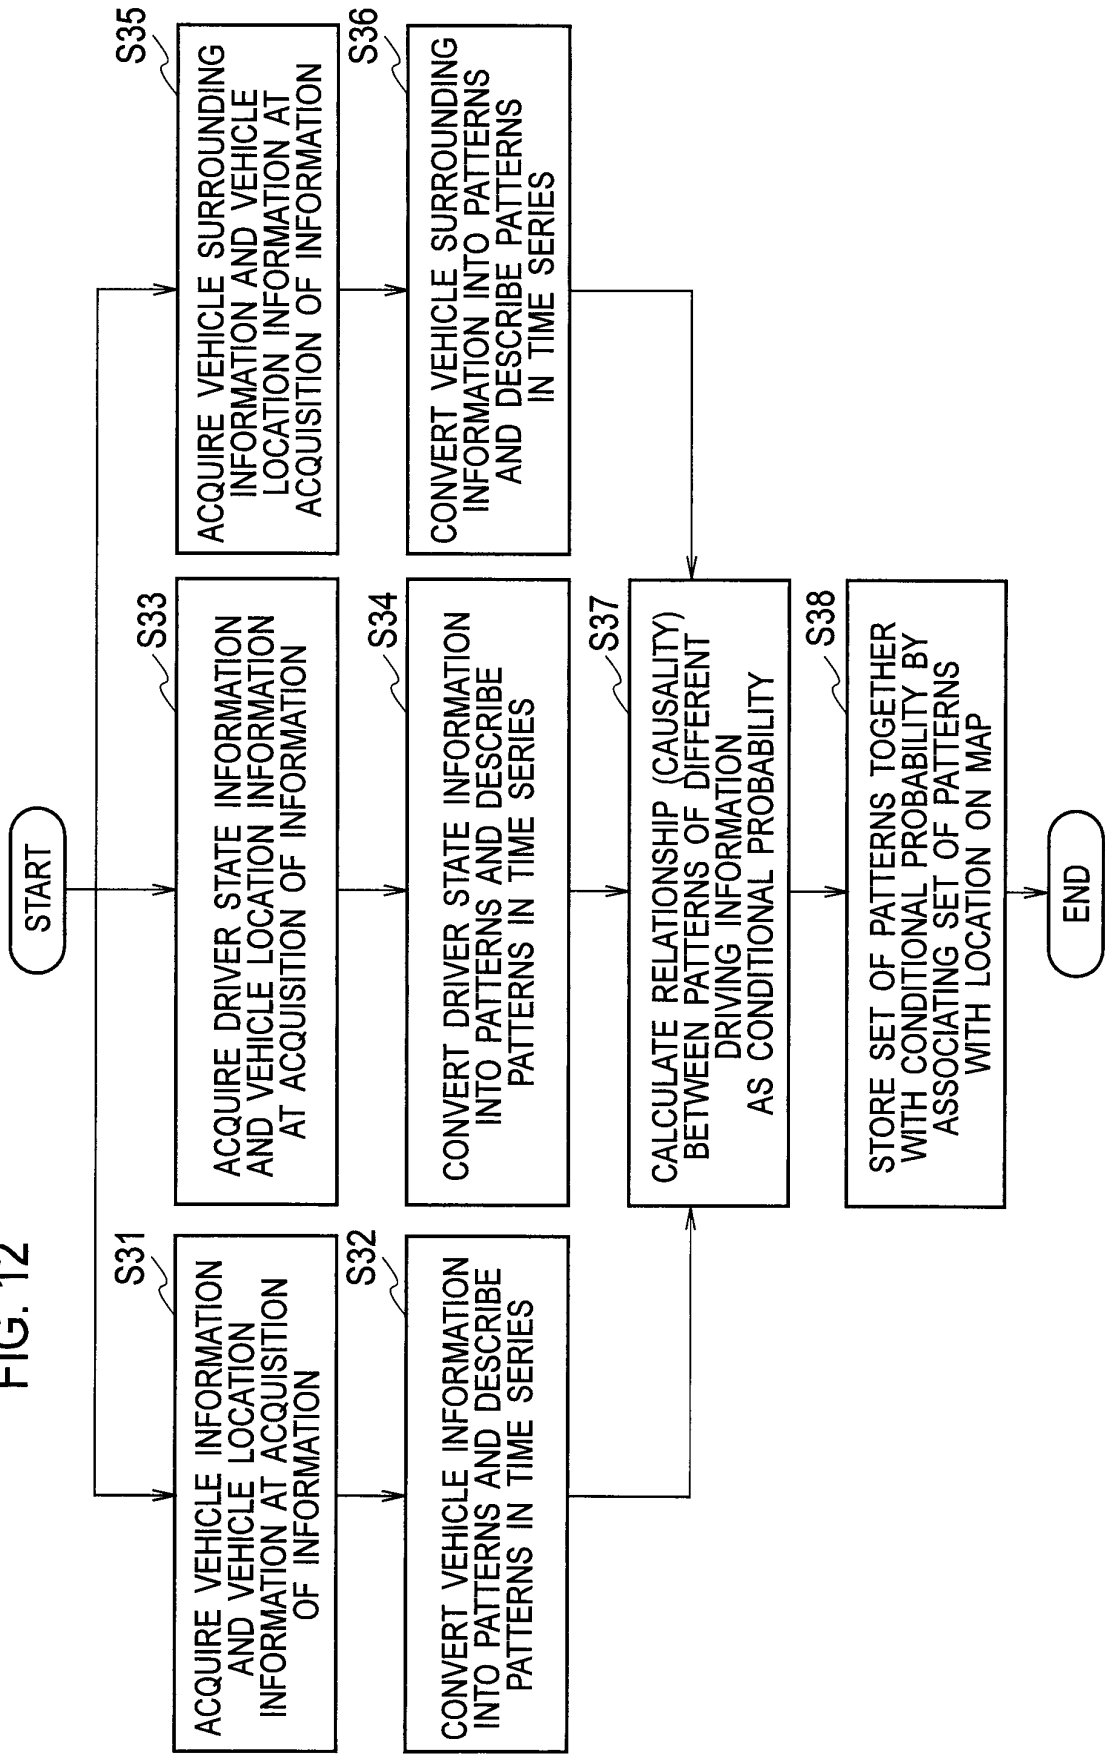 FIG. 12
START
S31
ACQUIRE VEHICLE INFORMATION
AND VEHICLE LOCATION
INFORMATION AT ACQUISITION
OF INFORMATION
S32
CONVERT VEHICLE INFORMATION
INTO PATTERNS AND DESCRIBE
PATTERNS IN TIME SERIES
S33
ACQUIRE DRIVER STATE INFORMATION
AND VEHICLE LOCATION INFORMATION
AT ACQUISITION OF INFORMATION
S34
CONVERT DRIVER STATE INFORMATION
INTO PATTERNS AND DESCRIBE
PATTERNS IN TIME SERIES
S35
ACQUIRE VEHICLE SURROUNDING
INFORMATION AND VEHICLE
LOCATION INFORMATION AT
ACQUISITION OF INFORMATION
S36
CONVERT VEHICLE SURROUNDING
INFORMATION INTO PATTERNS
AND DESCRIBE PATTERNS
IN TIME SERIES
S37
CALCULATE RELATIONSHIP (CAUSALITY)
BETWEEN PATTERNS OF DIFFERENT
DRIVING INFORMATION
AS CONDITIONAL PROBABILITY
S38
STORE SET OF PATTERNS TOGETHER
WITH CONDITIONAL PROBABILITY BY
ASSOCIATING SET OF PATTERNS
WITH LOCATION ON MAP
END